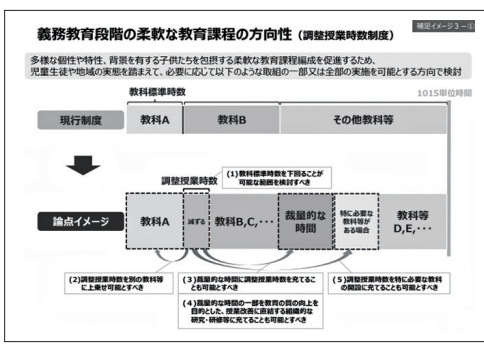 補足イメージ3-①
義務教育段階の柔軟な教育課程の方向性（調整授業時数制度）
多様な個性や特性、背景を有する子供たちを包摂する柔軟な教育課程編成を促進するため、
児童生徒や地域の実態を踏まえて、必要に応じて以下のような取組の一部又は全部の実施を可能とする方向で検討
教科標準時数
1015単位時間
現行制度
教科A
教科B
その他教科等
調整授業時数
(1)教科標準時数を下回ることが
可能な範囲を検討すべき
論点イメージ
教科A
減ずる
教科B,C,・・・
裁量的な
時間
特に必要な
教科等が
ある場合
教科等
D,E,・・・
(2)調整授業時数を別の教科等
に上乗せ可能とすべき
(3)裁量的な時間に調整授業時数を充てるこ
とも可能とすべき
(5)調整授業時数を特に必要な教科
の開設に充てることも可能とすべき
(4)裁量的な時間の一部を教育の質の向上を
目的とした、授業改善に直結する組織的な
研究・研修等に充てることも可能とすべき